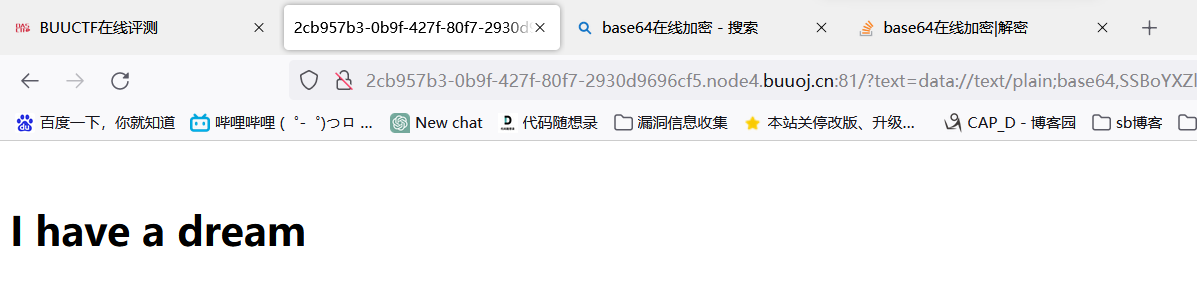 BUUCTF在线评测
2cb957b3-0b9f-427f-80f7-2930d9
base64在线加密 - 搜索
base64在线加密|解密
2cb957b3-0b9f-427f-80f7-2930d9696cf5.node4.buuoj.cn:81/?text=data://text/plain;base64,SSBoYXZl
百度一下，你就知道 哔哩哔哩 ( ゜- ゜)つロ ... New chat 代码随想录 漏洞信息收集 本站关停改版、升级... CAP_D - 博客园 sb博客
I have a dream